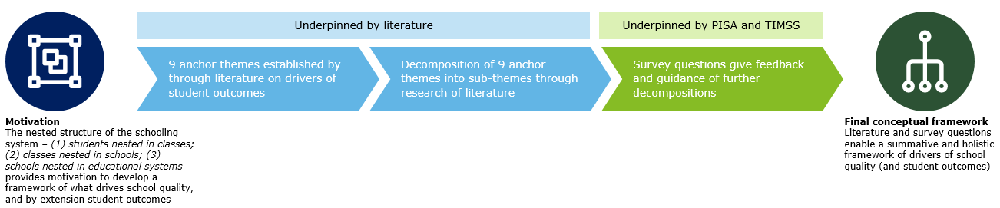 Underpinned by literature
Underpinned by PISA and TIMSS
9 anchor themes established by
through literature on drivers of
student outcomes
Decomposition of 9 anchor
themes into sub-themes through
research of literature
Survey questions give feedback
and guidance of further
decompositions
Motivation
The nested structure of the schooling
system – (1) students nested in classes;
(2) classes nested in schools; (3)
schools nested in educational systems –
provides motivation to develop a
framework of what drives school quality,
and by extension student outcomes
Final conceptual framework
Literature and survey questions
enable a summative and holistic
framework of drivers of school
quality (and student outcomes)